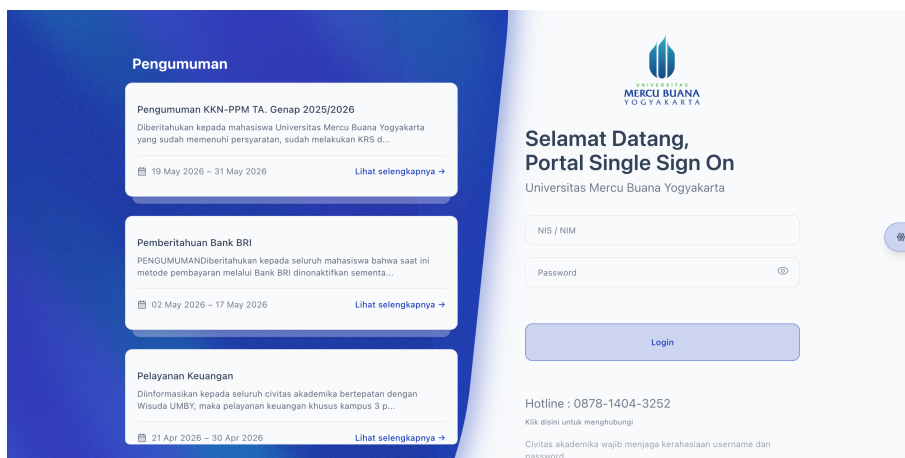 Pengumuman
Pengumuman KKN-PPM TA. Genap 2025/2026
Diberitahukan kepada mahasiswa Universitas Mercu Buana Yogyakarta
yang sudah memenuhi persyaratan, sudah melakukan KRS d...
19 May 2026 – 31 May 2026
Lihat selengkapnya →
Pemberitahuan Bank BRI
PENGUMUMANDiberitahukan kepada seluruh mahasiswa bahwa saat ini
metode pembayaran melalui Bank BRI dinonaktifkan sementa...
02 May 2026 – 17 May 2026
Lihat selengkapnya →
Pelayanan Keuangan
Diinformasikan kepada seluruh civitas akademika bertepatan dengan
Wisuda UMBY, maka pelayanan keuangan khusus kampus 3 p...
21 Apr 2026 – 30 Apr 2026
Lihat selengkapnya →
UNIVERSITAS
MERCU BUANA
YOGYAKARTA
Selamat Datang,
Portal Single Sign On
Universitas Mercu Buana Yogyakarta
NIS / NIM
Password
Login
Hotline : 0878-1404-3252
Klik disini untuk menghubungi
Civitas akademika wajib menjaga kerahasiaan username dan
password